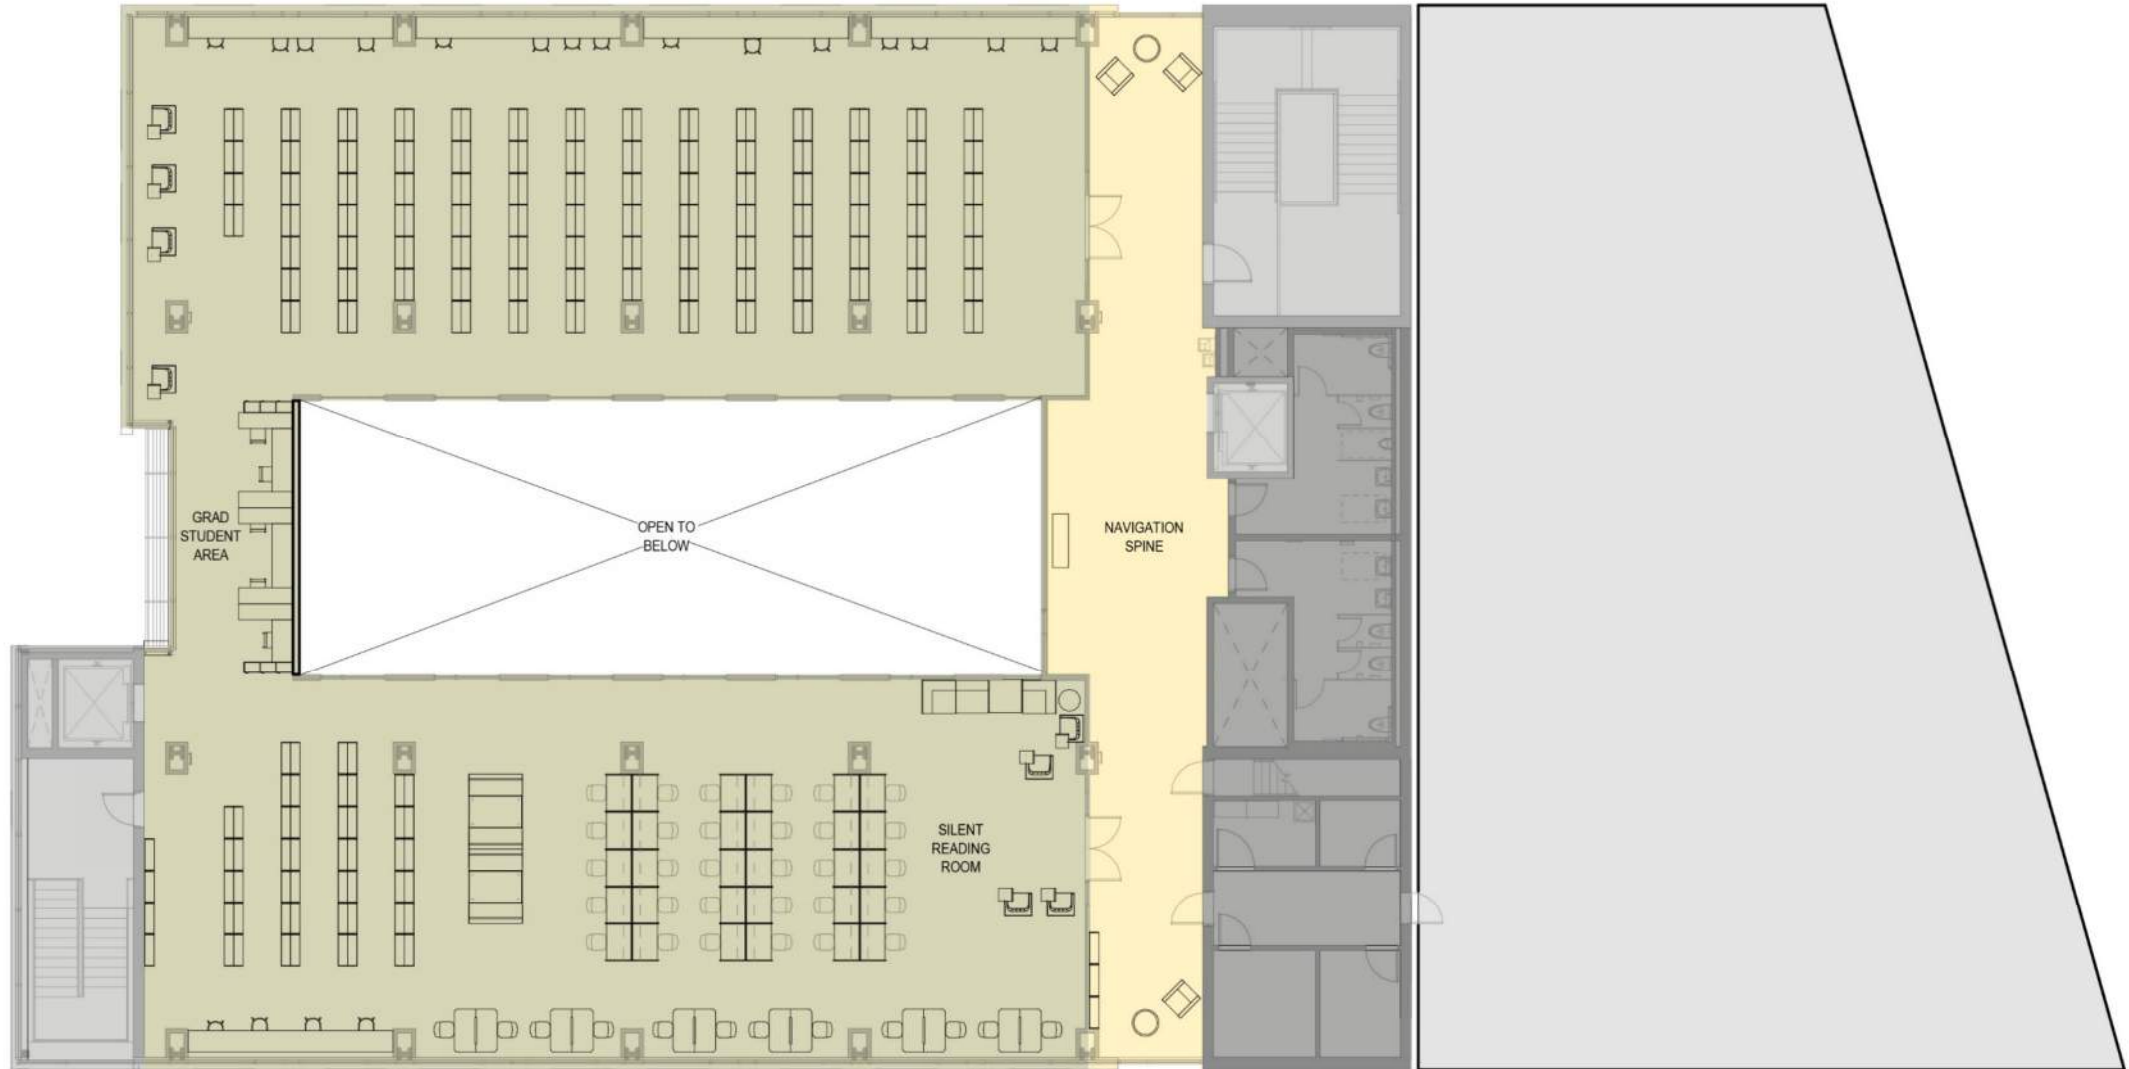 GRAD
STUDENT
AREA
OPEN TO
BELOW
NAVIGATION
SPINE
SILENT
READING
ROOM